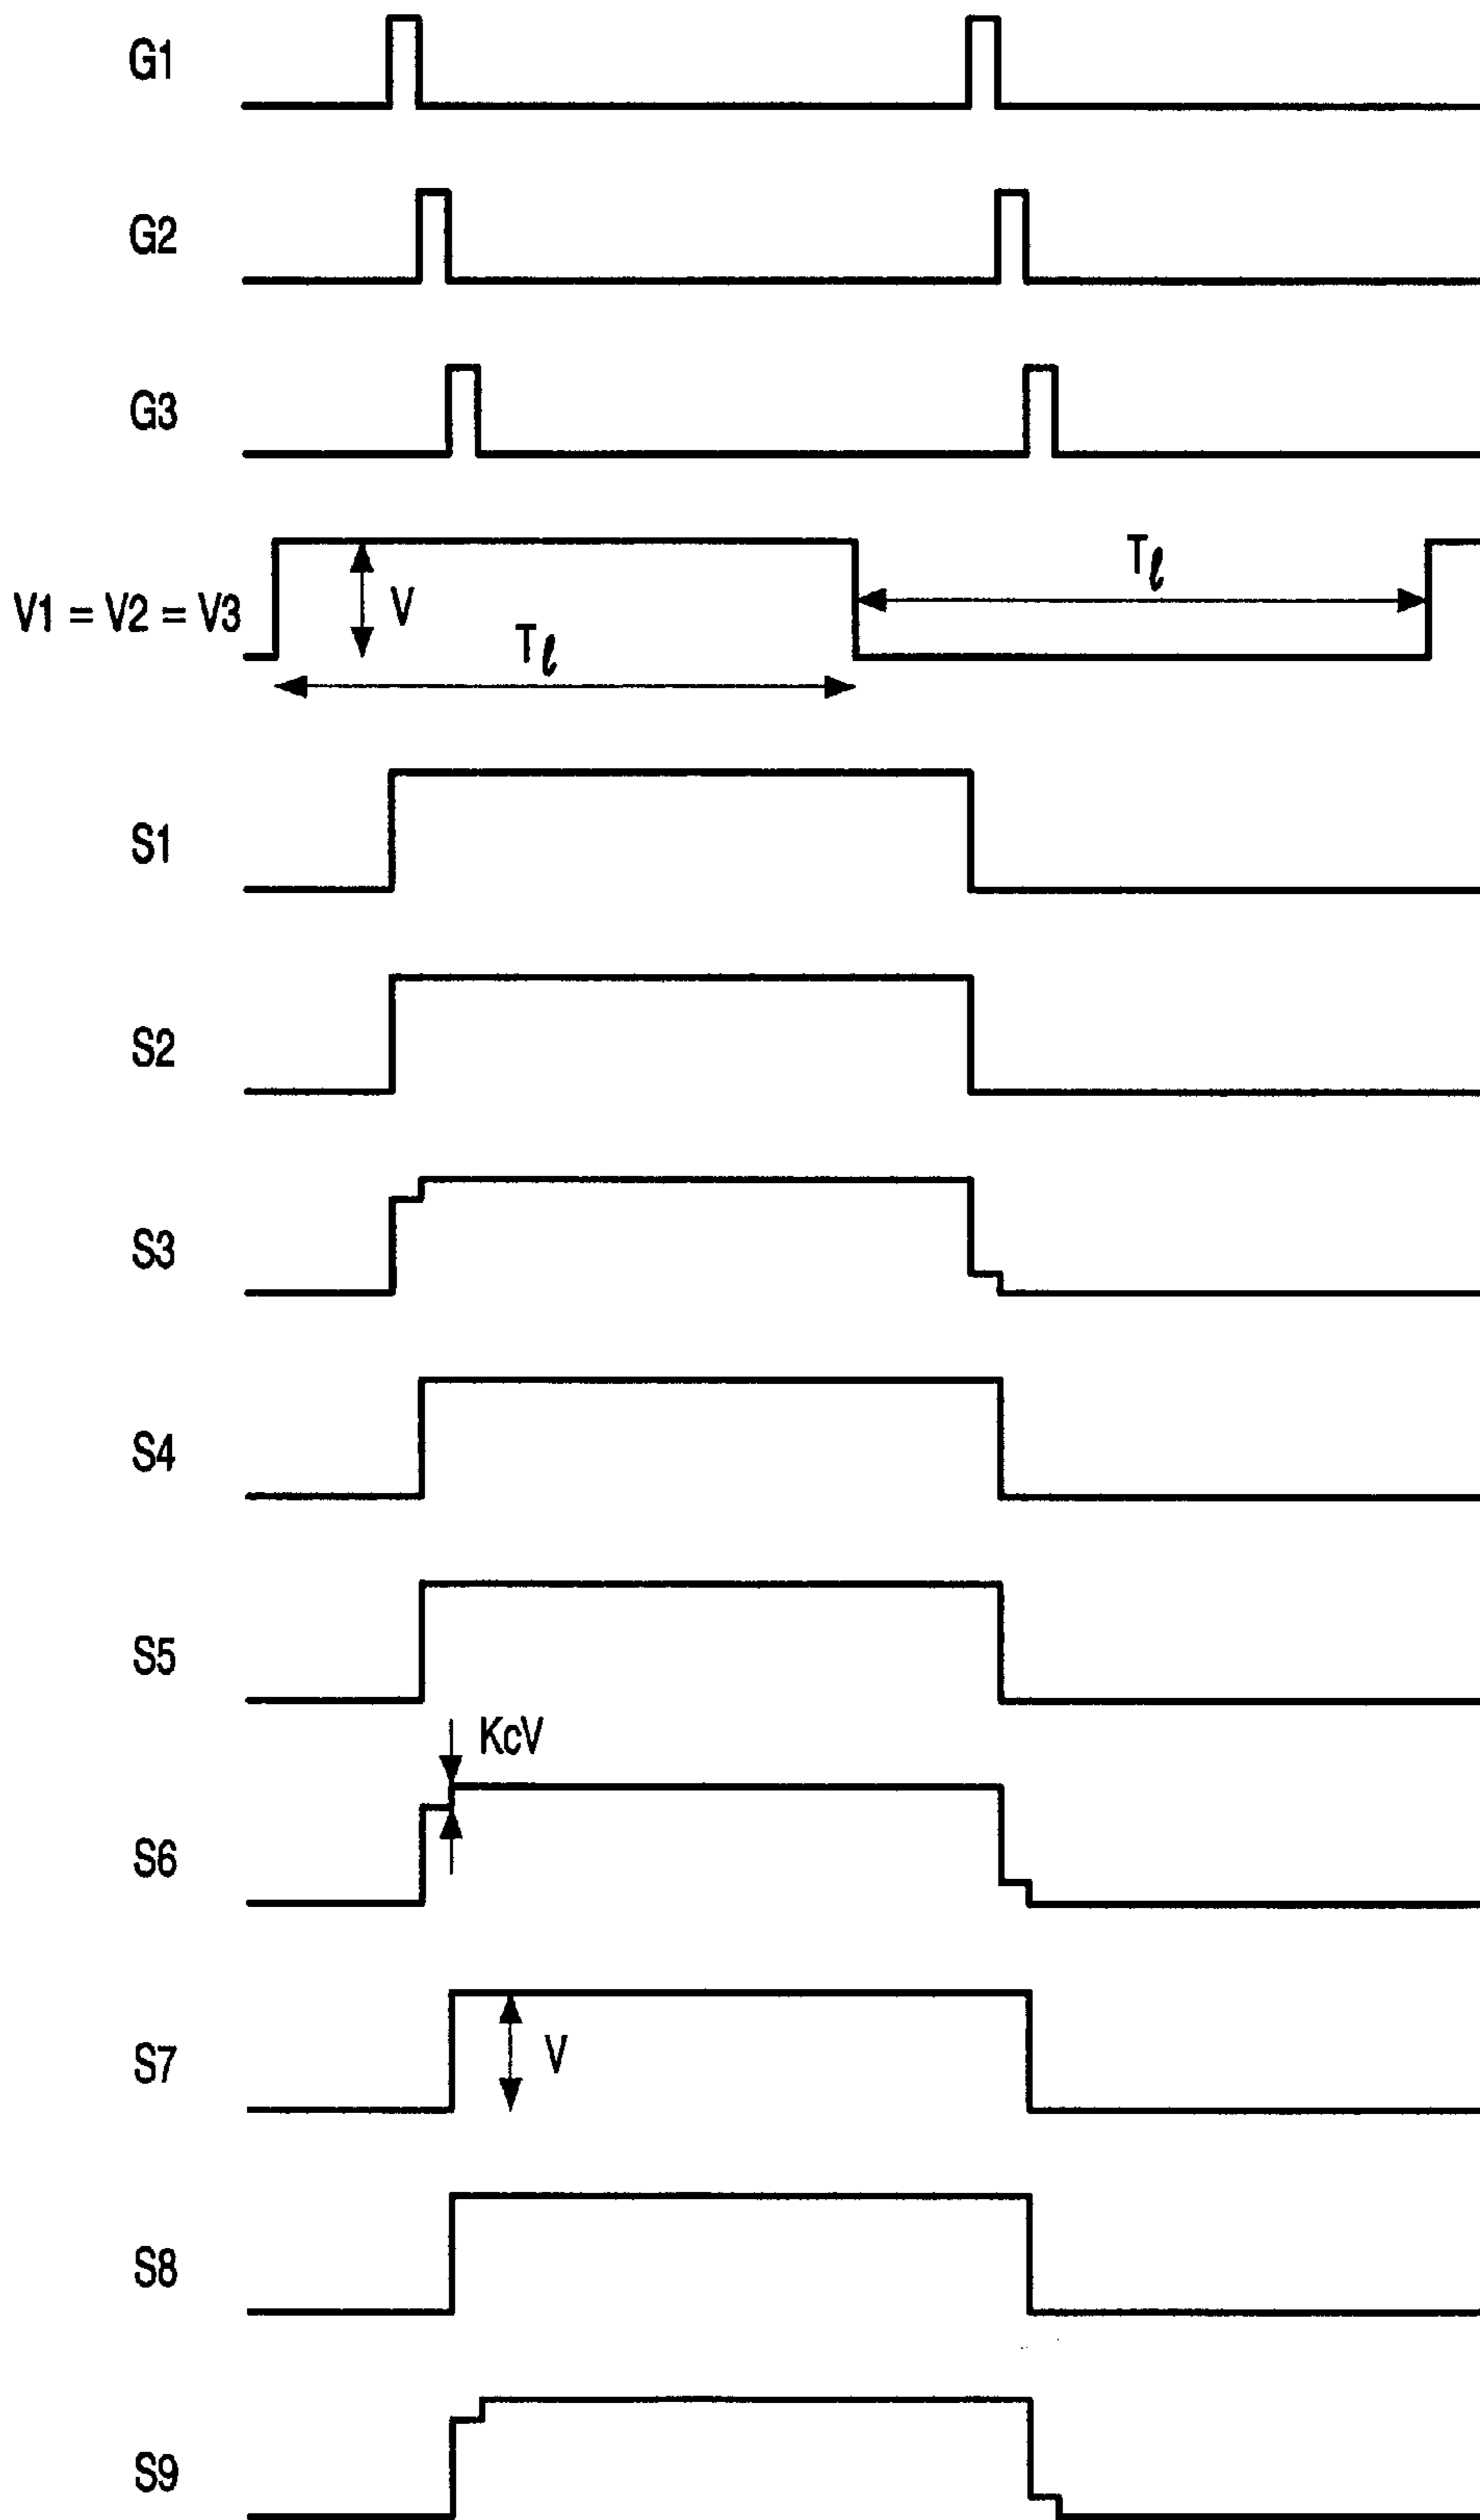 G1
G2
G3
V1 = V2 = V3
V
Tℓ
Tℓ
S1
S2
S3
S4
S5
KcV
S6
S7
V
S8
S9